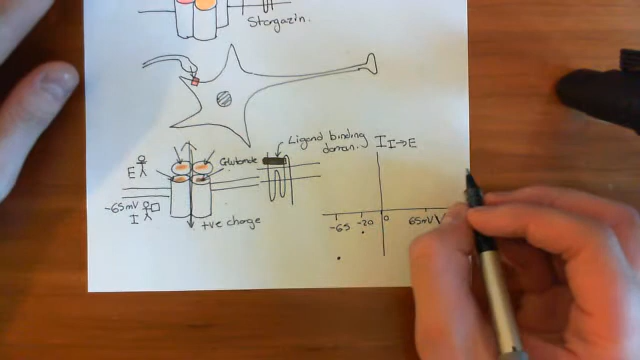 Stargazin.
Ligand binding
domain.
I I→E
E
Glutamate
-65mV
I
+ve charge
-65
-20
0
65mV V